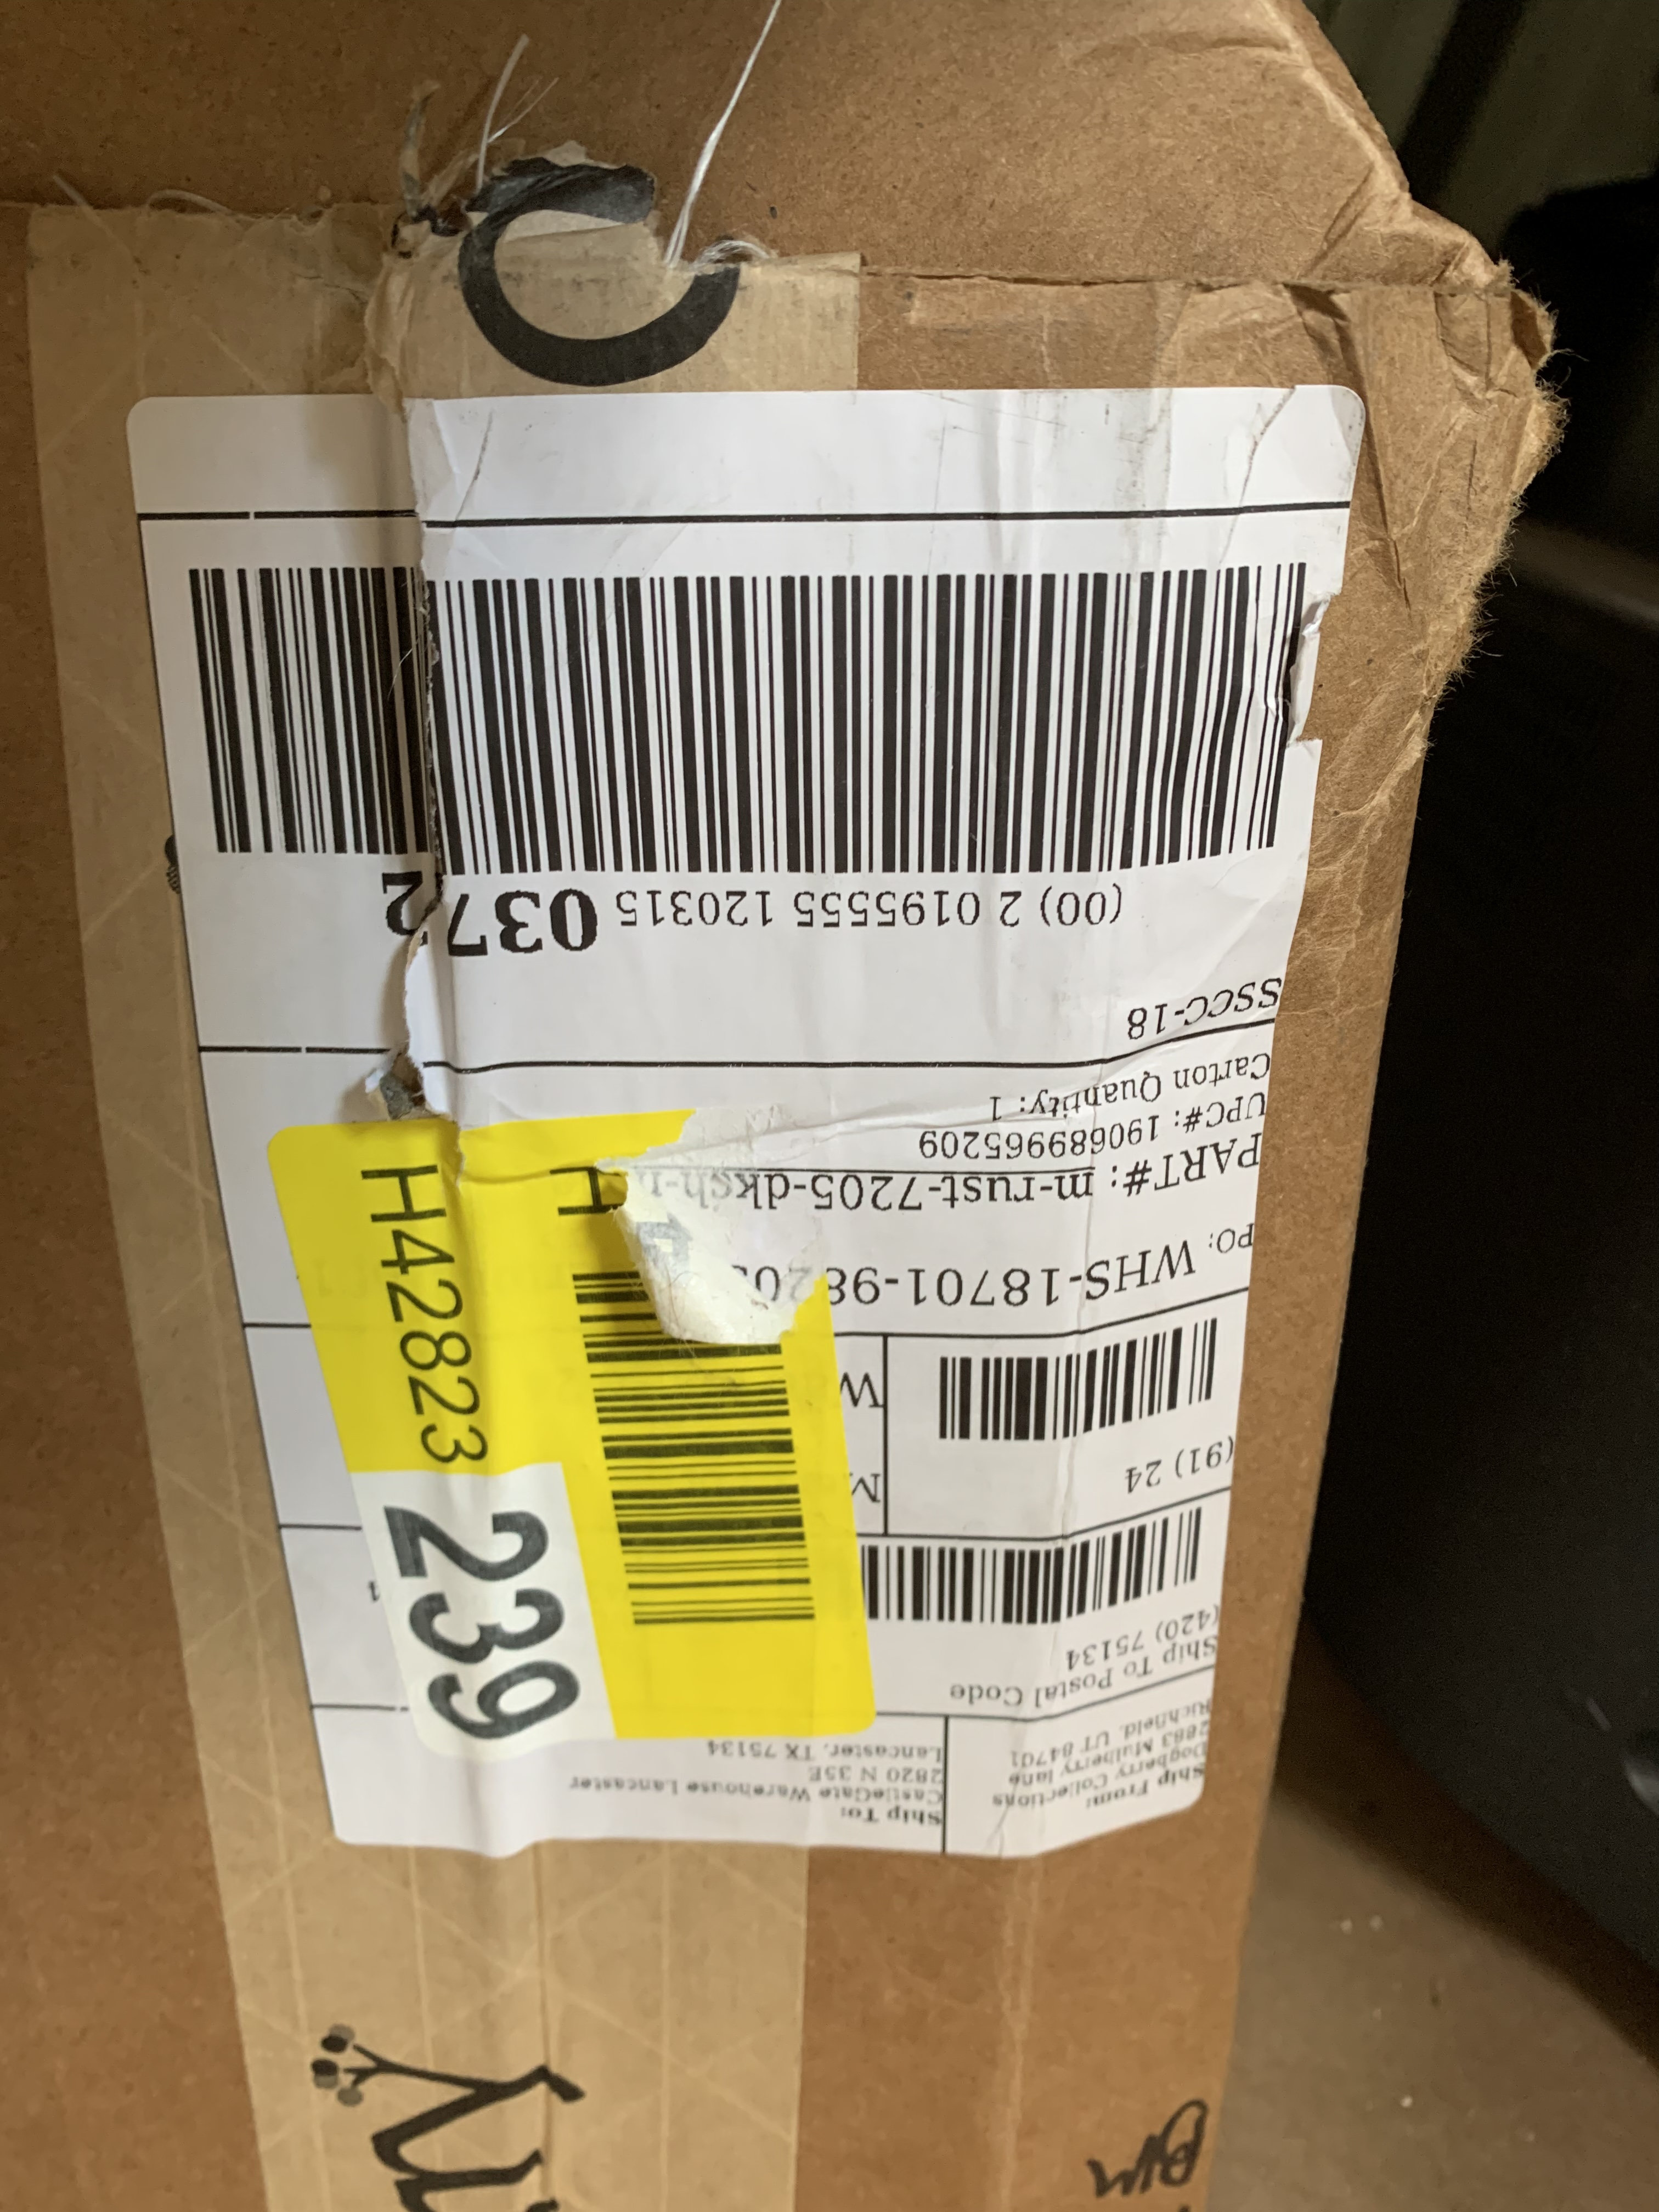 Ship From:
Dogberry Collections
2883 Mulberry lane
Richfield, UT 84701
Ship To:
CastleGate Warehouse Lancaster
2820 N 35E
Lancaster, TX 75134
Ship To Postal Code
(420) 75134
(91) 24
PO: WHS-18701-98
PART#: m-rust-7205-dksh-
UPC#: 190689965209
Carton Quantity: 1
SSCC-18
(00) 2 0195555 120315 0372
H42823
239